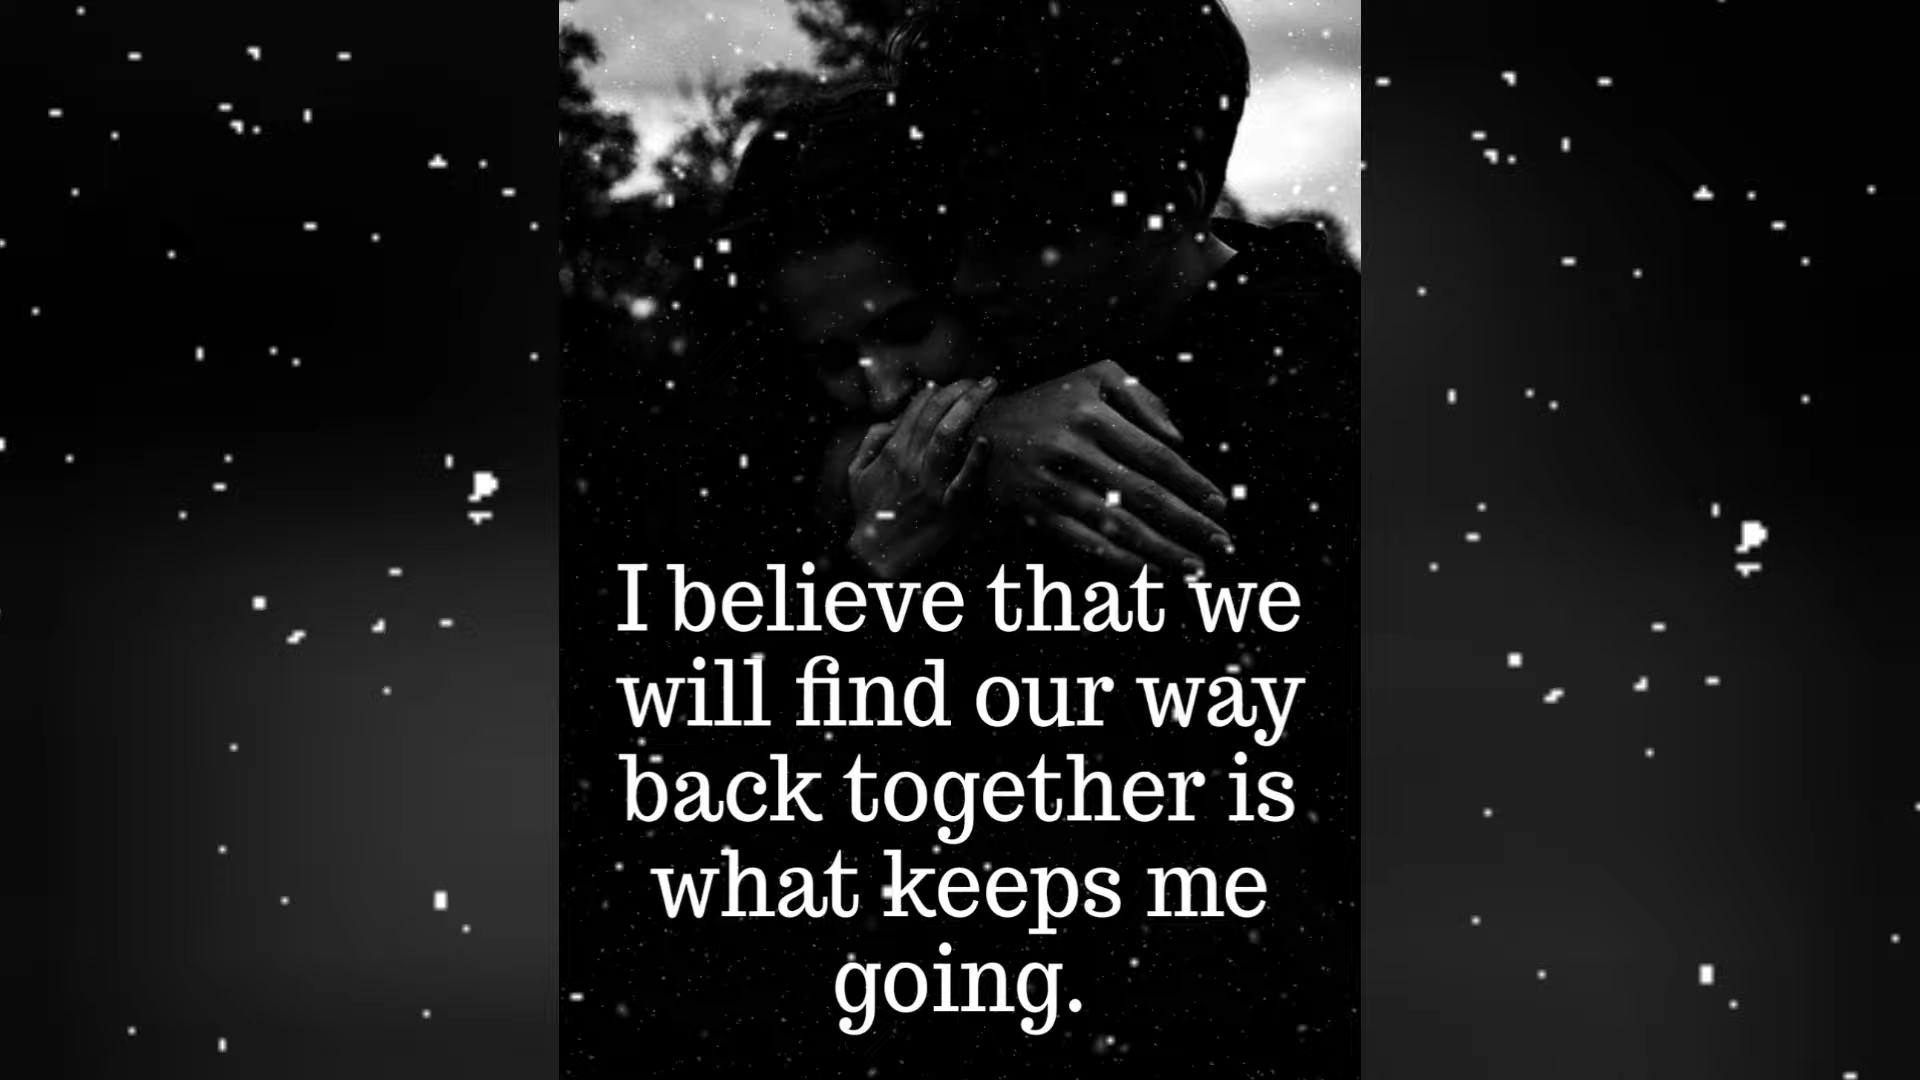 I believe that we
will find our way
back together is
what keeps me
going.